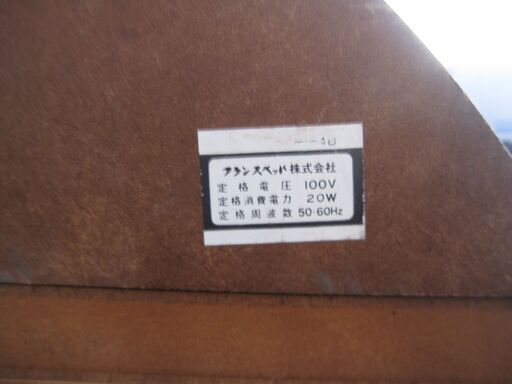 フランスベッド株式会社
定格電圧 100V
定格消費電力 20W
定格周波数 50-60Hz